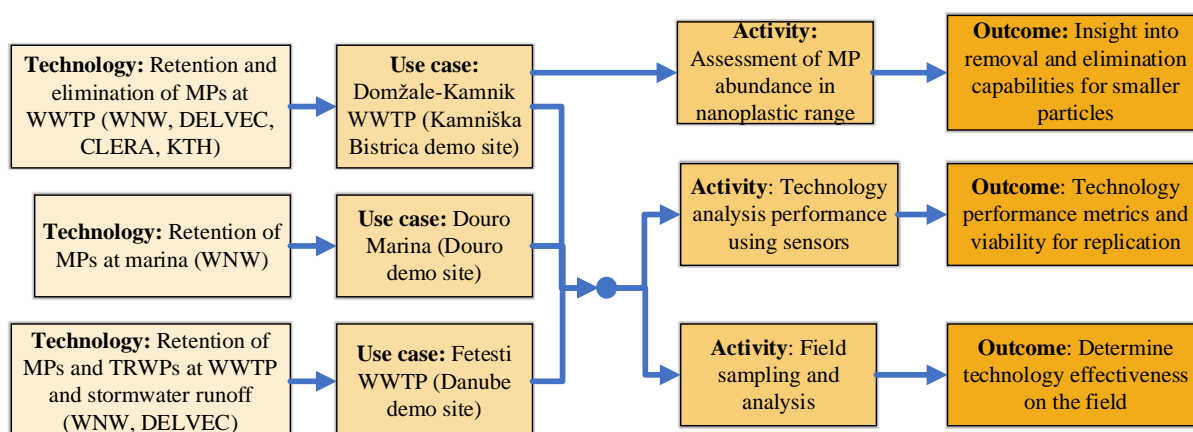 Technology: Retention and
elimination of MPs at
WWTP (WNW, DELVEC,
CLERA, KTH)
Use case:
Domžale-Kamnik
WWTP (Kamniška
Bistrica demo site)
Activity:
Assessment of MP
abundance in
nanoplastic range
Outcome: Insight into
removal and elimination
capabilities for smaller
particles
Technology: Retention of
MPs at marina (WNW)
Use case: Douro
Marina (Douro
demo site)
Activity: Technology
analysis performance
using sensors
Outcome: Technology
performance metrics and
viability for replication
Technology: Retention of
MPs and TRWPs at WWTP
and stormwater runoff
(WNW, DELVEC)
Use case: Fetesti
WWTP (Danube
demo site)
Activity: Field
sampling and
analysis
Outcome: Determine
technology effectiveness
on the field